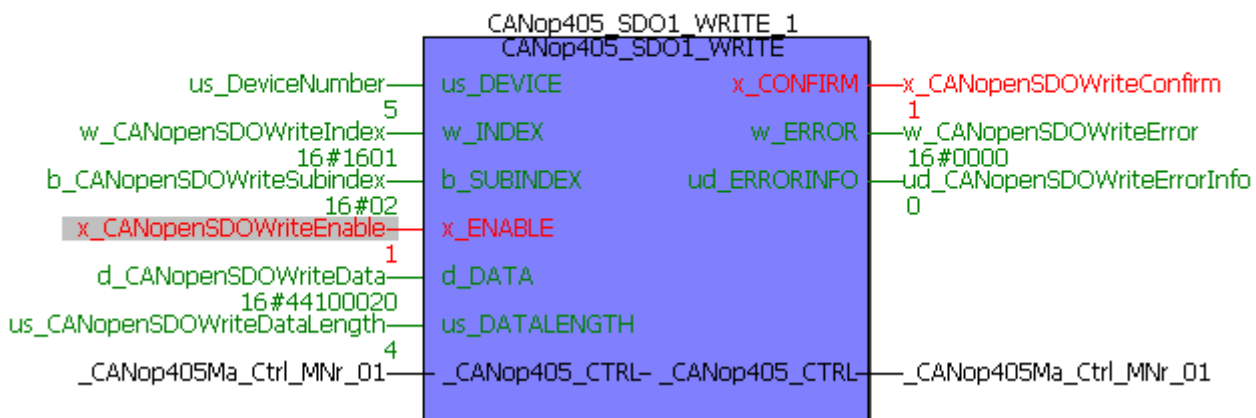 CANop405_SDO1_WRITE_1
CANop405_SDO1_WRITE
us_DeviceNumber us_DEVICE x_CONFIRM x_CANopenSDOWriteConfirm
5 1
w_CANopenSDOWriteIndex w_INDEX w_ERROR w_CANopenSDOWriteError
16#1601 16#0000
b_CANopenSDOWriteSubindex b_SUBINDEX ud_ERRORINFO ud_CANopenSDOWriteErrorInfo
16#02 0
x_CANopenSDOWriteEnable x_ENABLE
1
d_CANopenSDOWriteData d_DATA
16#44100020
us_CANopenSDOWriteDataLength us_DATALENGTH
4
_CANop405Ma_Ctrl_MNr_01 _CANop405_CTRL _CANop405_CTRL _CANop405Ma_Ctrl_MNr_01